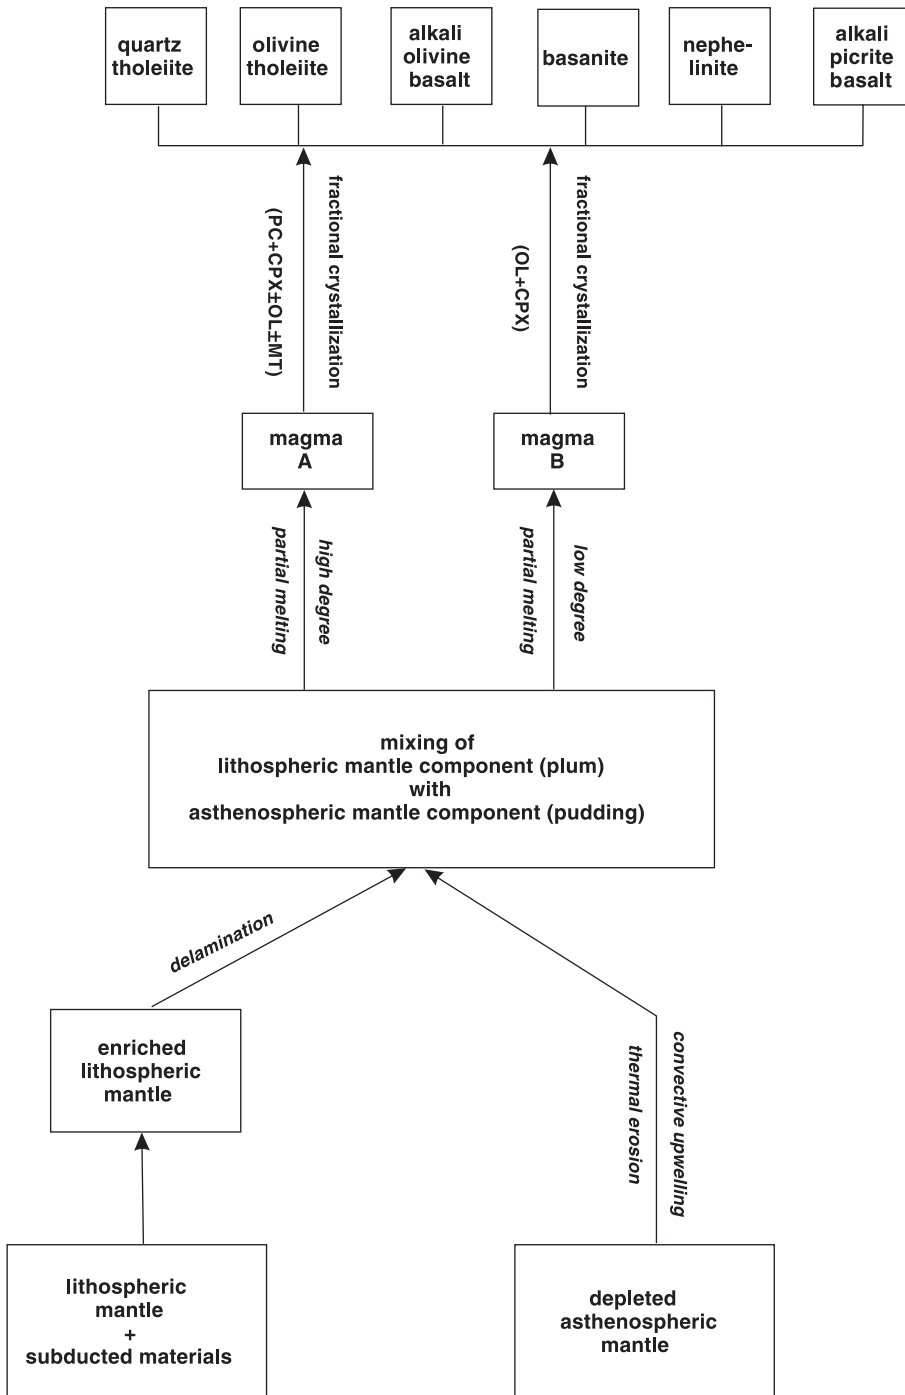 quartz
tholeiite
olivine
tholeiite
alkali
olivine
basalt
basanite
nephe-
linite
alkali
picrite
basalt
(PC+CPX±OL±MT)
fractional crystallization
(OL+CPX)
fractional crystallization
magma
A
magma
B
partial melting
high degree
partial melting
low degree
mixing of
lithospheric mantle component (plum)
with
asthenospheric mantle component (pudding)
delamination
enriched
lithospheric
mantle
thermal erosion
convective upwelling
lithospheric
mantle
+
subducted materials
depleted
asthenospheric
mantle